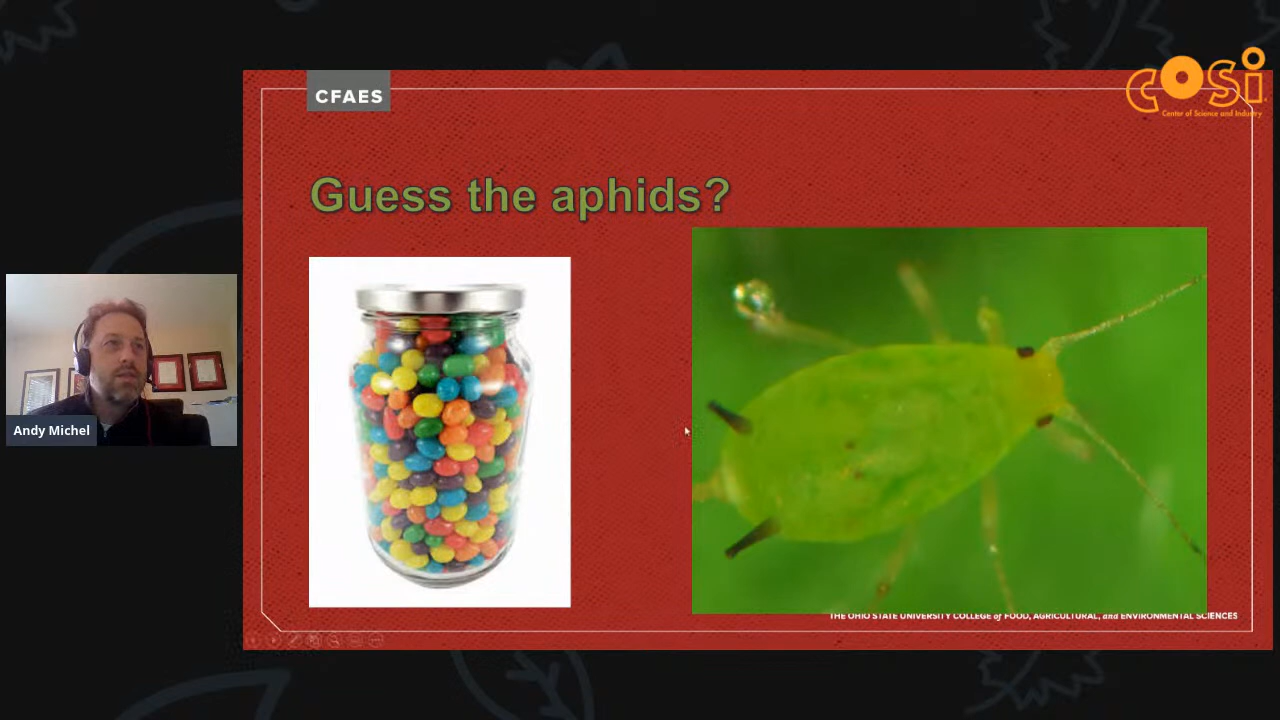 CFAES
COSI
Center of Science and Industry
Guess the aphids?
Andy Michel
THE OHIO STATE UNIVERSITY COLLEGE of FOOD, AGRICULTURAL, and ENVIRONMENTAL SCIENCES